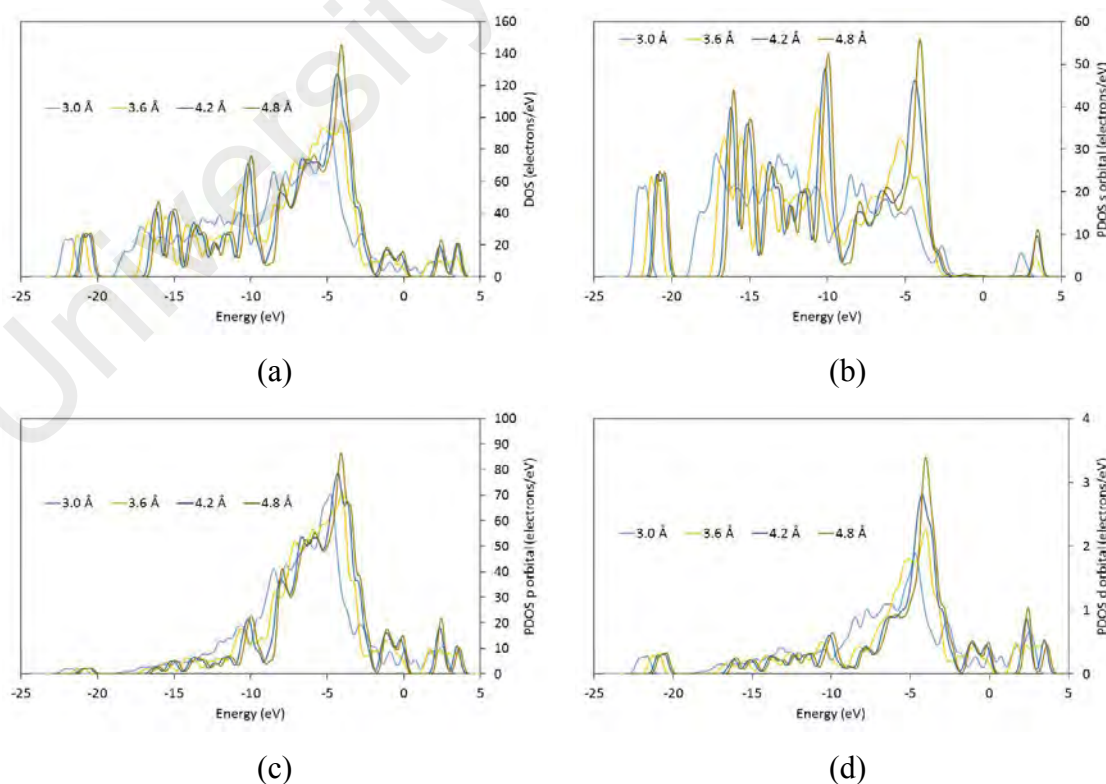 University
160
140
120
100
80
60
40
20
0
DOS (electrons/eV)
3.0 Å 3.6 Å 4.2 Å 4.8 Å
-25 -20 -15 -10 -5 0 5
Energy (eV)
(a)
60
50
40
30
20
10
0
PDOS s orbital (electrons/eV)
3.0 Å 3.6 Å 4.2 Å 4.8 Å
-25 -20 -15 -10 -5 0 5
Energy (eV)
(b)
100
90
80
70
60
50
40
30
20
10
0
PDOS p orbital (electrons/eV)
3.0 Å 3.6 Å 4.2 Å 4.8 Å
-25 -20 -15 -10 -5 0 5
Energy (eV)
(c)
4
3
2
1
0
PDOS d orbital (electrons/eV)
3.0 Å 3.6 Å 4.2 Å 4.8 Å
-25 -20 -15 -10 -5 0 5
Energy (eV)
(d)